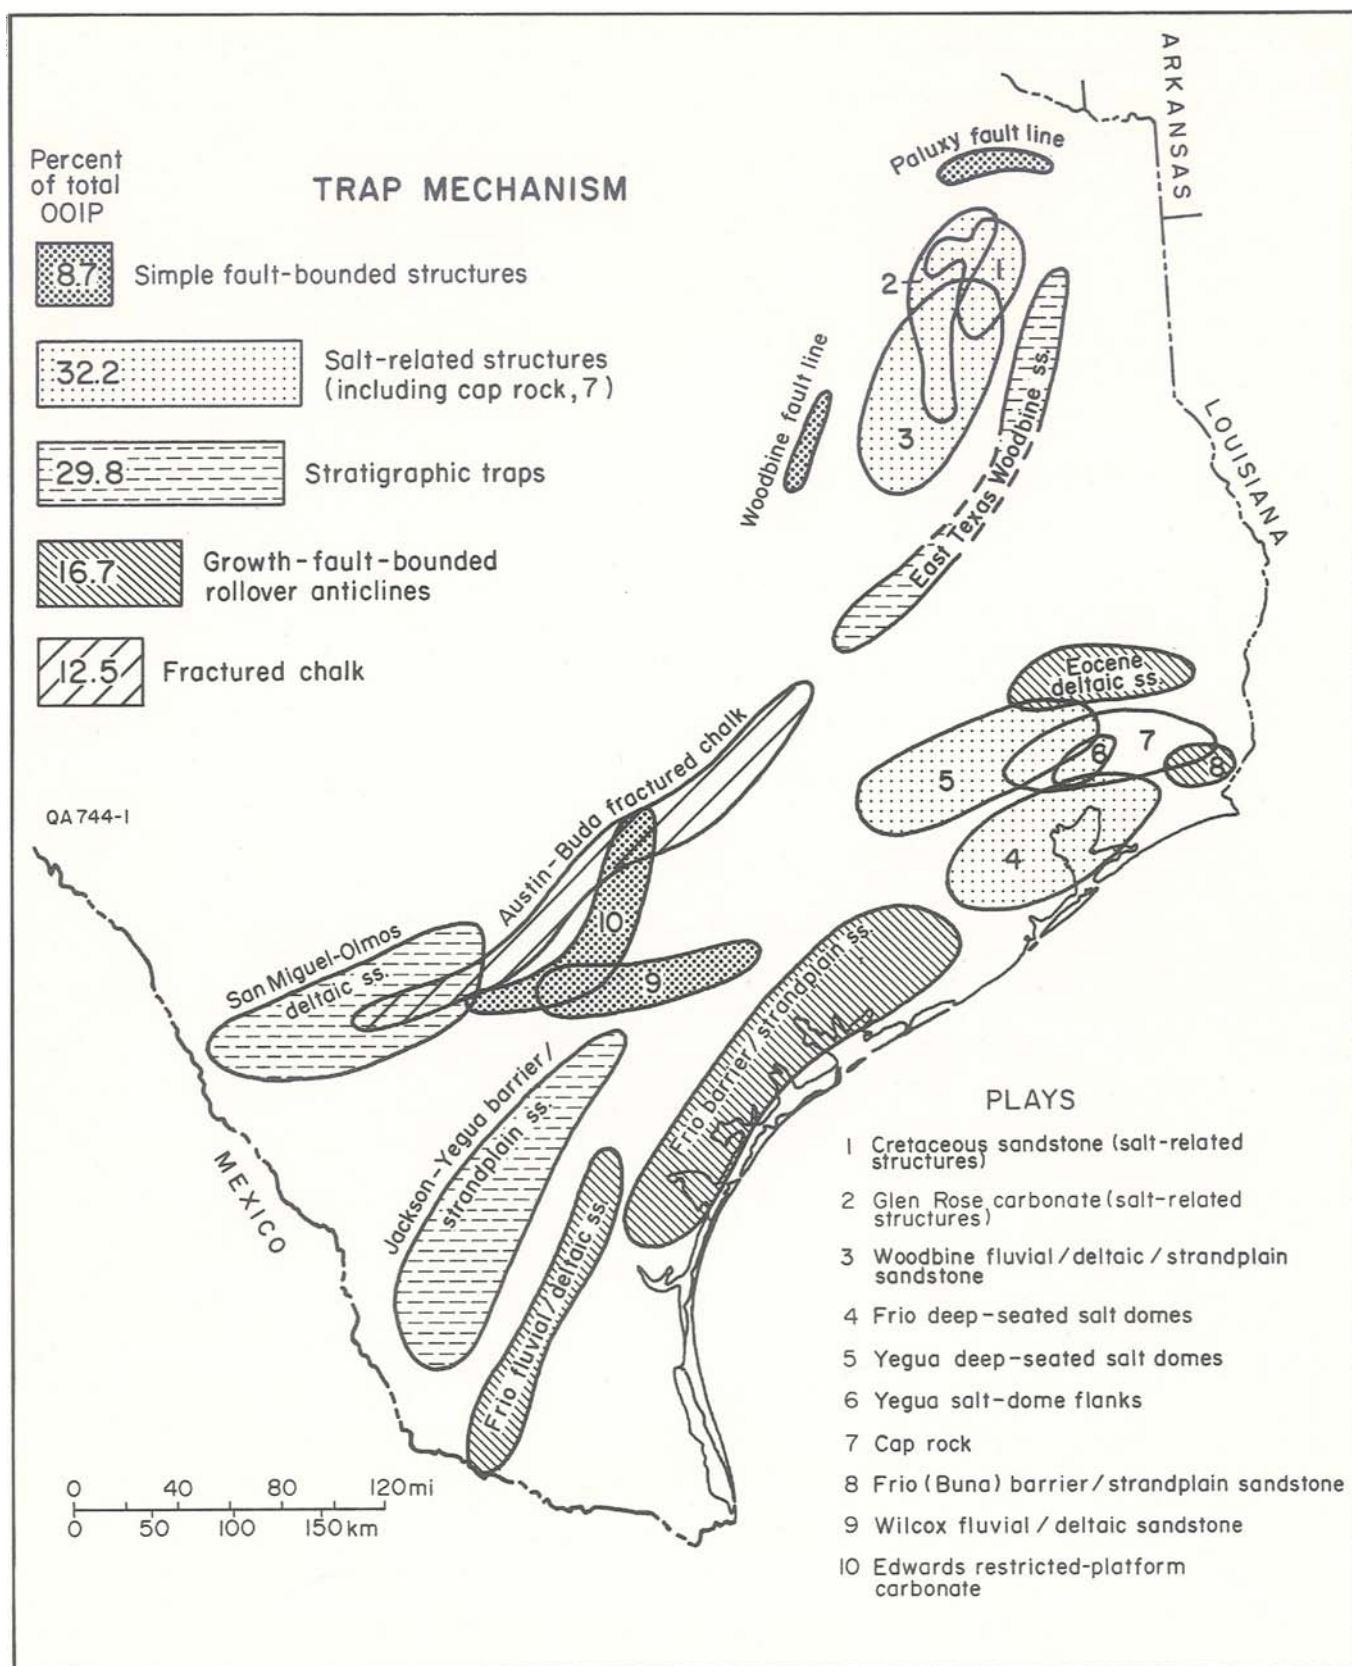 Percent
of total
OOIP
TRAP MECHANISM
8.7
Simple fault-bounded structures
32.2
Salt-related structures
(including cap rock, 7)
29.8
Stratigraphic traps
16.7
Growth-fault-bounded
rollover anticlines
12.5
Fractured chalk
QA744-1
ARKANSAS
LOUISIANA
MEXICO
Paluxy fault line
1
2
3
Woodbine fault line
East Texas Woodbine ss.
Eocene
deltaic ss.
5
6
7
8
4
Austin-Buda fractured chalk
10
9
San Miguel-Olmos
deltaic ss.
Frio barrier/strandplain ss.
Jackson-Yegua barrier/
strandplain ss.
Frio fluvial/deltaic ss.
0 40 80 120mi
0 50 100 150km
PLAYS
1 Cretaceous sandstone (salt-related
structures)
2 Glen Rose carbonate (salt-related
structures)
3 Woodbine fluvial/deltaic/strandplain
sandstone
4 Frio deep-seated salt domes
5 Yegua deep-seated salt domes
6 Yegua salt-dome flanks
7 Cap rock
8 Frio (Buna) barrier/strandplain sandstone
9 Wilcox fluvial/deltaic sandstone
10 Edwards restricted-platform
carbonate